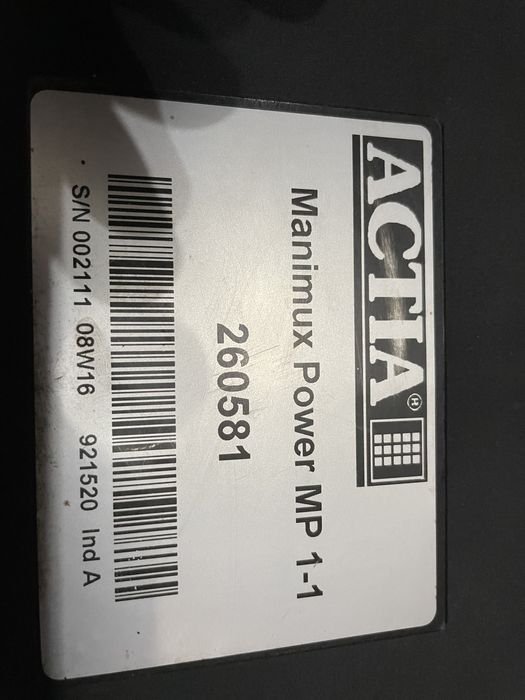 ACTIA®
Manimux Power MP 1-1
260581
S/N 002111 08W16 921520 Ind A